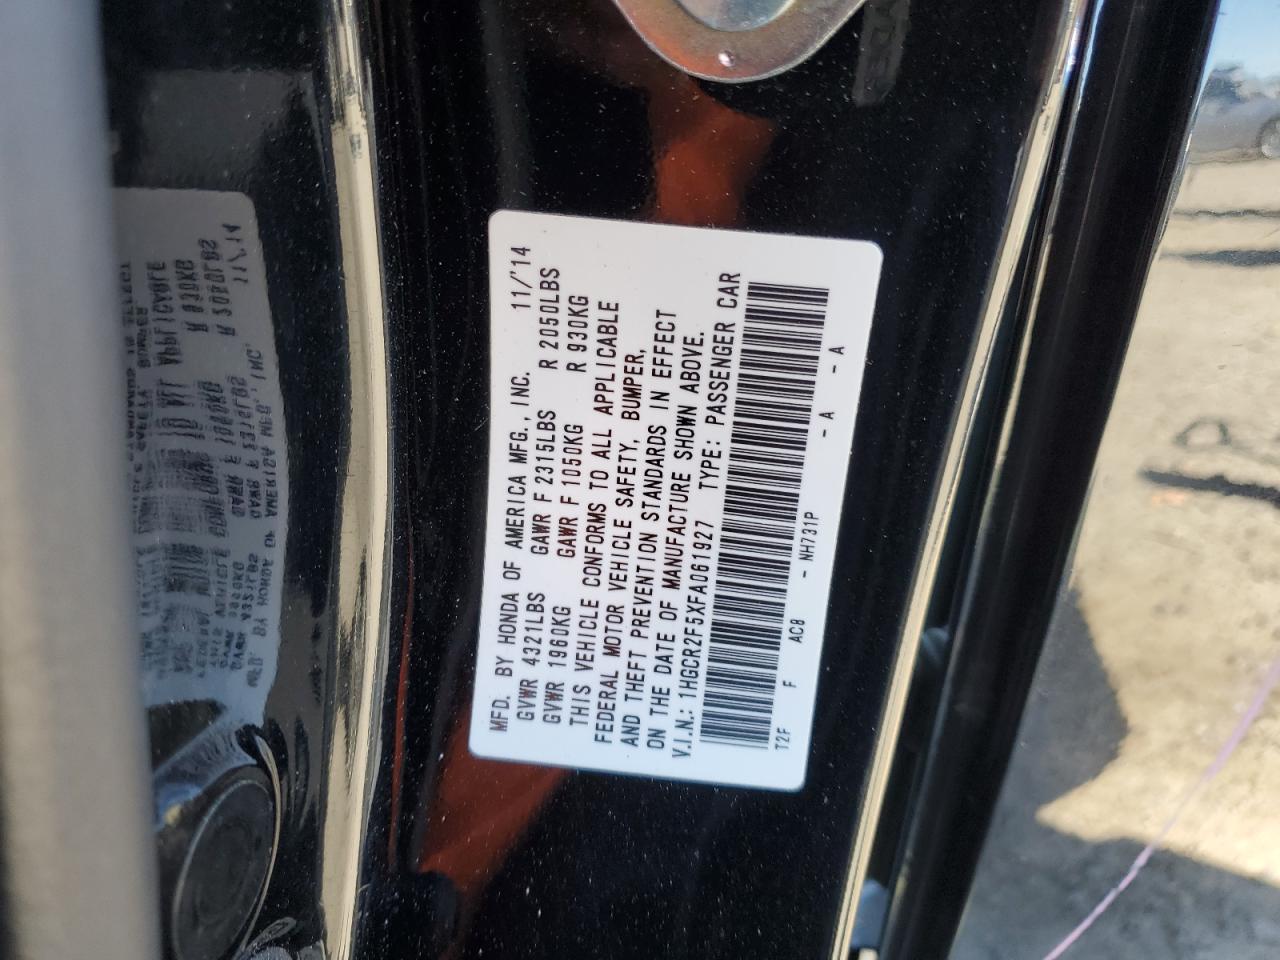 MFD. BY HONDA OF AMERICA MFG., INC. 11/'14
GVWR 4321LBS GAWR F 2315LBS R 2050LBS
GVWR 1960KG GAWR F 1050KG R 930KG
THIS VEHICLE CONFORMS TO ALL APPLICABLE
FEDERAL MOTOR VEHICLE SAFETY, BUMPER,
AND THEFT PREVENTION STANDARDS IN EFFECT
ON THE DATE OF MANUFACTURE SHOWN ABOVE.
V.I.N.: 1HGCR2F5XFA061927 TYPE: PASSENGER CAR
T2F F AC8 - NH731P - A - A